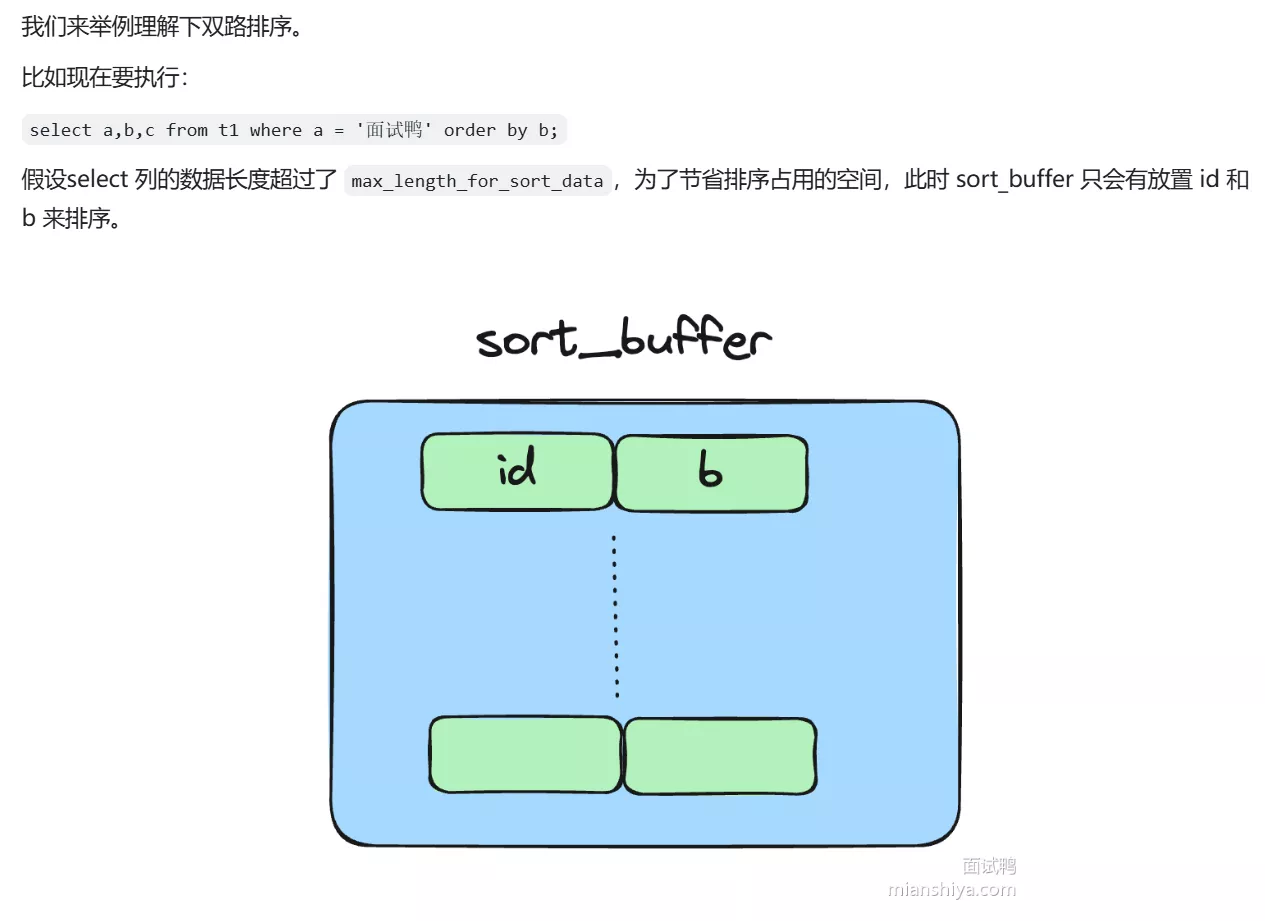 我们来举例理解下双路排序。
比如现在要执行：
select a,b,c from t1 where a = '面试鸭' order by b;
假设select 列的数据长度超过了 max_length_for_sort_data，为了节省排序占用的空间，此时 sort_buffer 只会有放置 id 和
b 来排序。
sort_buffer
id b
面试鸭
mianshiya.com